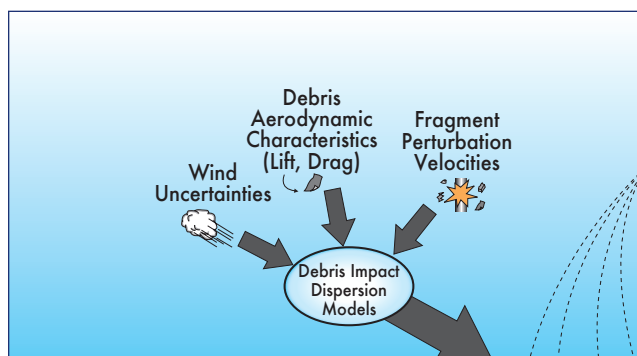 Debris
Aerodynamic
Characteristics
(Lift, Drag)
Fragment
Perturbation
Velocities
Wind
Uncertainties
Debris Impact
Dispersion
Models